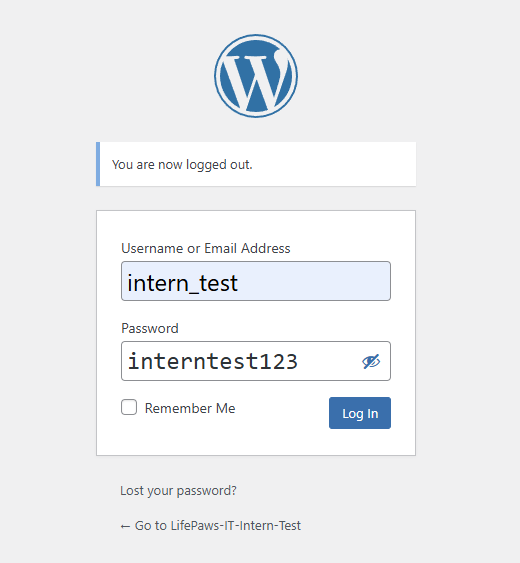 You are now logged out.
Username or Email Address
intern_test
Password
interntest123
Remember Me
Log In
Lost your password?
← Go to LifePaws-IT-Intern-Test